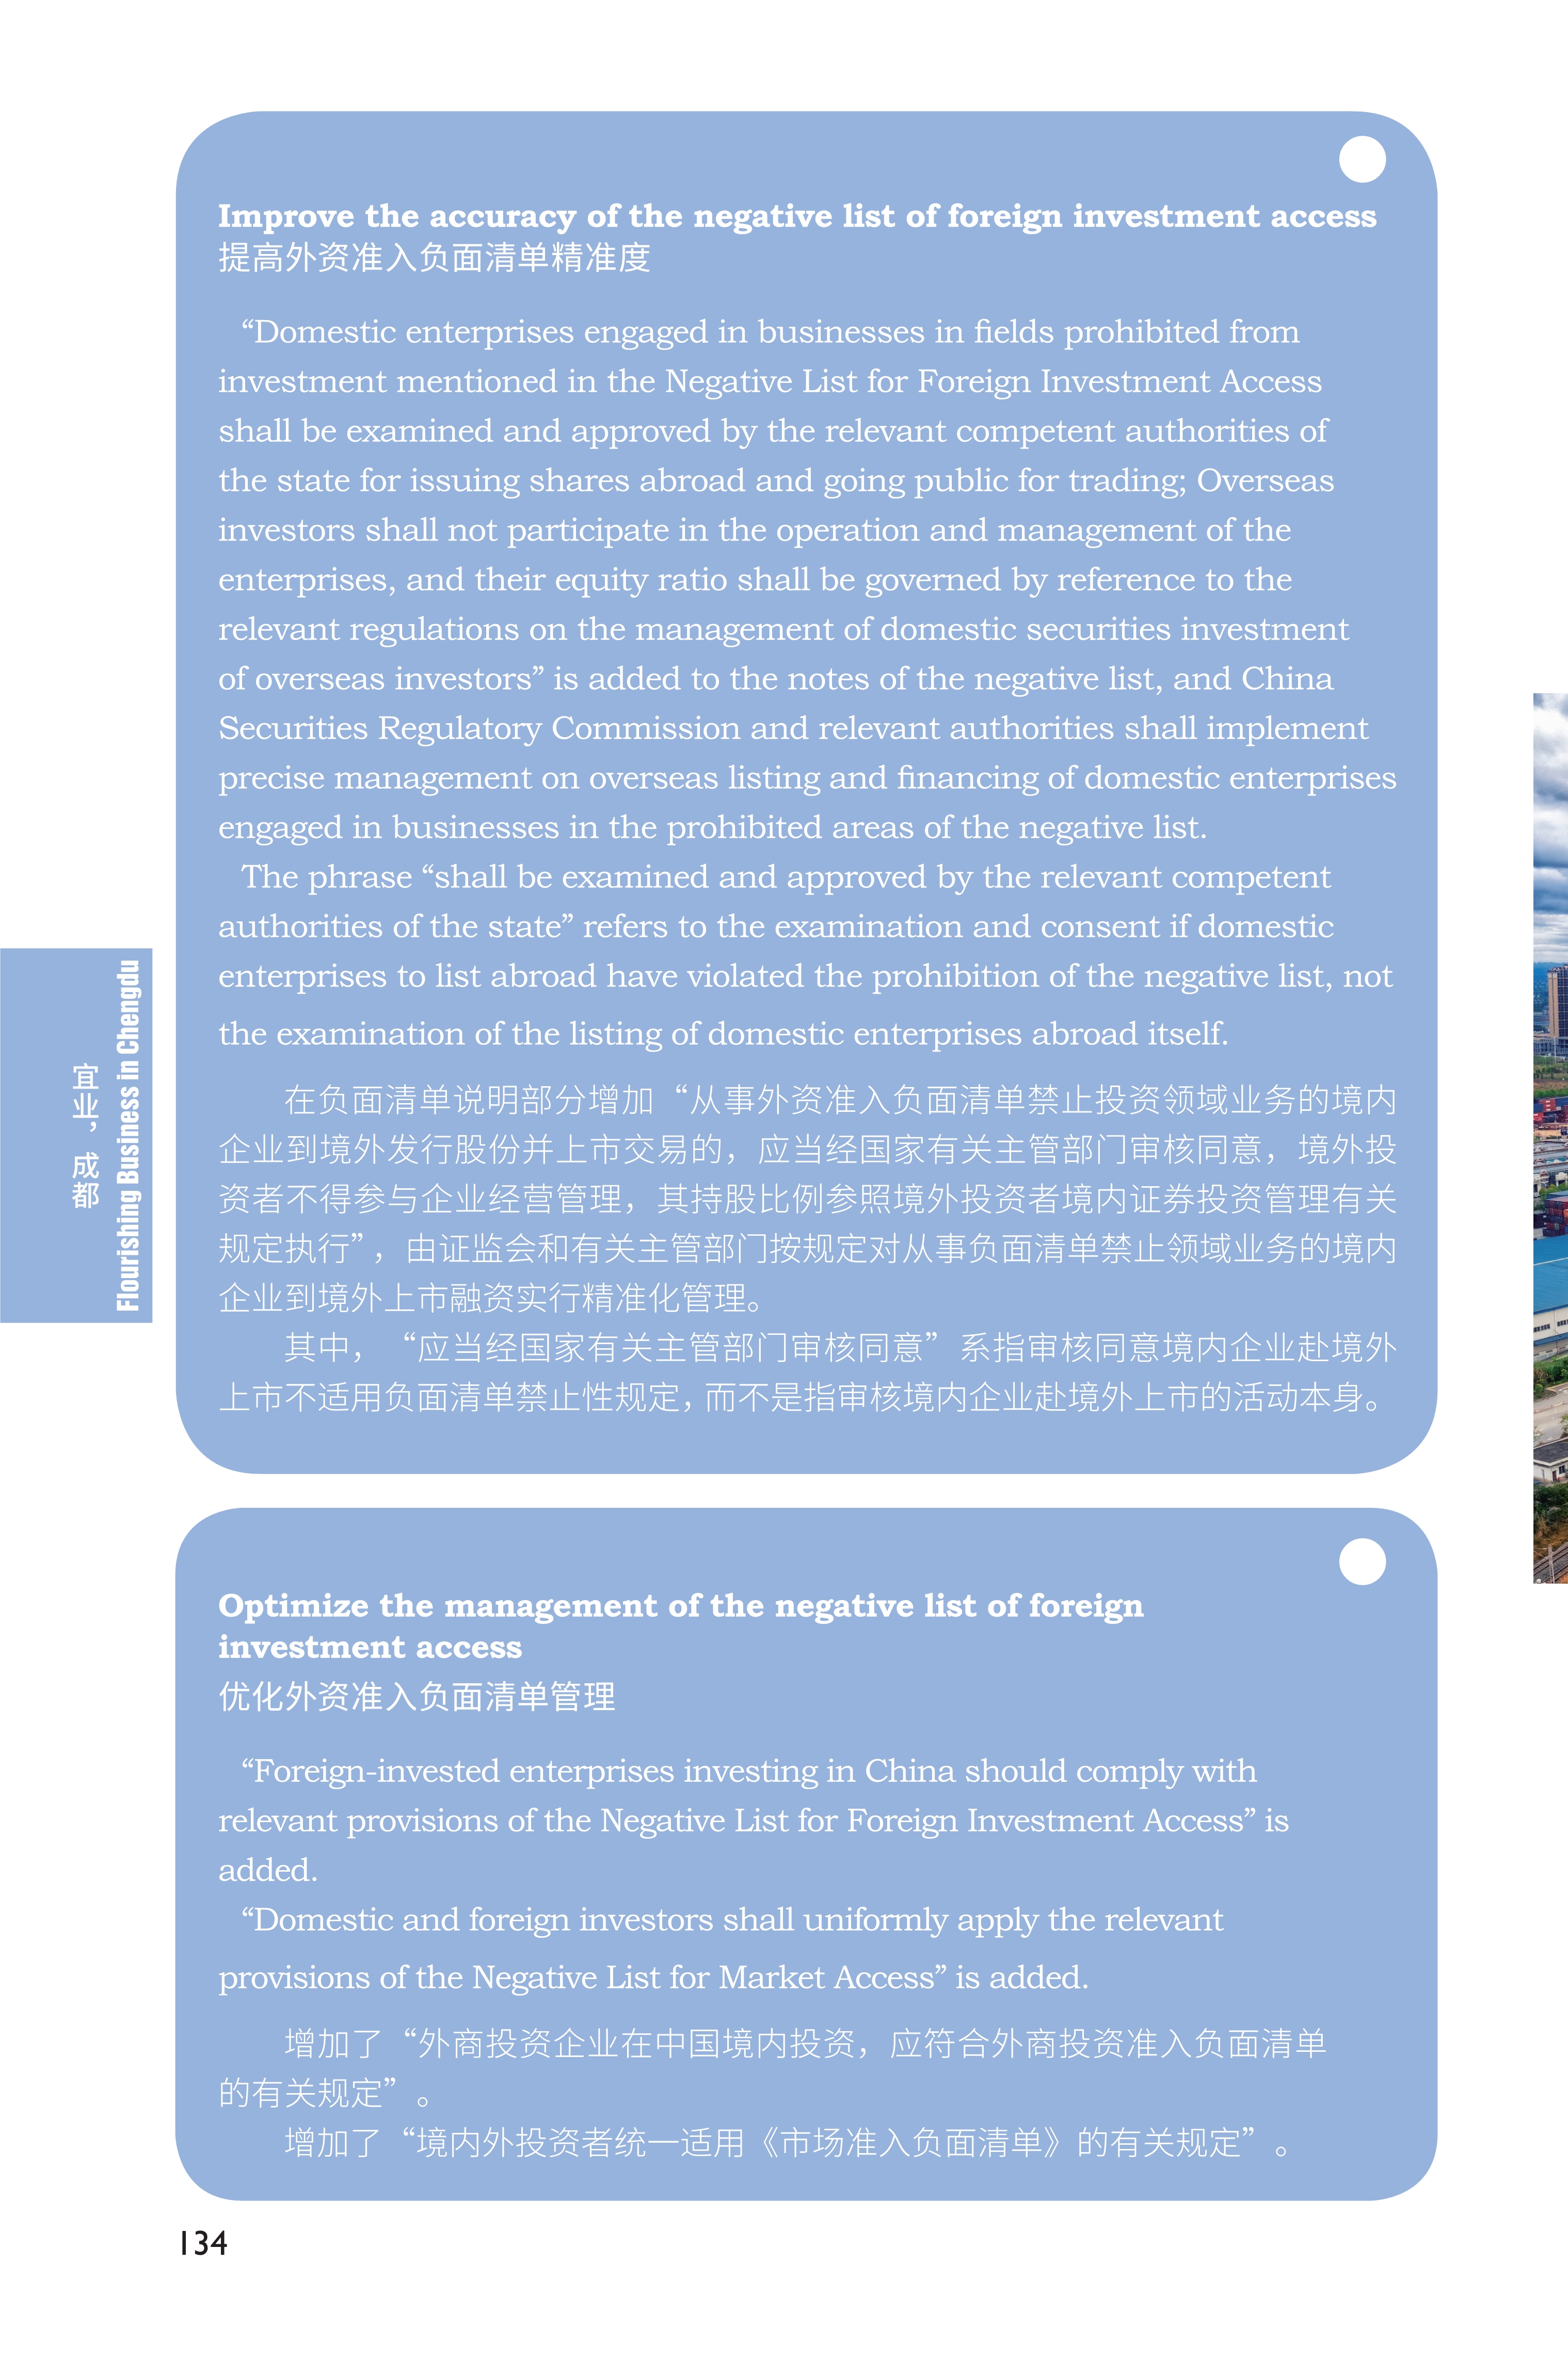 Improve the accuracy of the negative list of foreign investment access
提高外资准入负面清单精准度
“Domestic enterprises engaged in businesses in fields prohibited from
investment mentioned in the Negative List for Foreign Investment Access
shall be examined and approved by the relevant competent authorities of
the state for issuing shares abroad and going public for trading; Overseas
investors shall not participate in the operation and management of the
enterprises, and their equity ratio shall be governed by reference to the
relevant regulations on the management of domestic securities investment
of overseas investors” is added to the notes of the negative list, and China
Securities Regulatory Commission and relevant authorities shall implement
precise management on overseas listing and financing of domestic enterprises
engaged in businesses in the prohibited areas of the negative list.
The phrase “shall be examined and approved by the relevant competent
authorities of the state” refers to the examination and consent if domestic
enterprises to list abroad have violated the prohibition of the negative list, not
the examination of the listing of domestic enterprises abroad itself.
在负面清单说明部分增加“从事外资准入负面清单禁止投资领域业务的境内
企业到境外发行股份并上市交易的，应当经国家有关主管部门审核同意，境外投
资者不得参与企业经营管理，其持股比例参照境外投资者境内证券投资管理有关
规定执行”，由证监会和有关主管部门按规定对从事负面清单禁止领域业务的境内
企业到境外上市融资实行精准化管理。
其中，“应当经国家有关主管部门审核同意”系指审核同意境内企业赴境外
上市不适用负面清单禁止性规定，而不是指审核境内企业赴境外上市的活动本身。
宜业，成都
Flourishing Business in Chengdu
Optimize the management of the negative list of foreign
investment access
优化外资准入负面清单管理
“Foreign-invested enterprises investing in China should comply with
relevant provisions of the Negative List for Foreign Investment Access” is
added.
“Domestic and foreign investors shall uniformly apply the relevant
provisions of the Negative List for Market Access” is added.
增加了“外商投资企业在中国境内投资，应符合外商投资准入负面清单
的有关规定”。
增加了“境内外投资者统一适用《市场准入负面清单》的有关规定”。
134